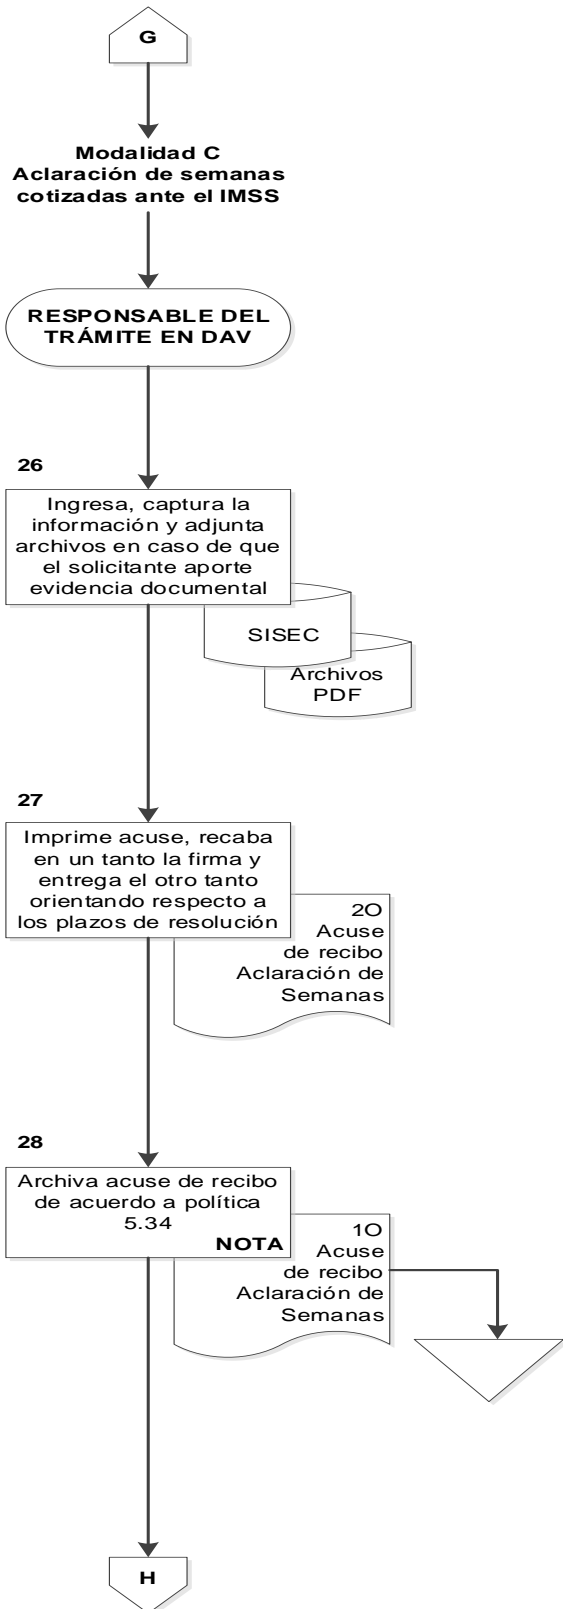 G
Modalidad C
Aclaración de semanas
cotizadas ante el IMSS
RESPONSABLE DEL
TRÁMITE EN DAV
26
Ingresa, captura la
información y adjunta
archivos en caso de que
el solicitante aporte
evidencia documental
SISEC
Archivos
PDF
27
Imprime acuse, recaba
en un tanto la firma y
entrega el otro tanto
orientando respecto a
los plazos de resolución
2O
Acuse
de recibo
Aclaración de
Semanas
28
Archiva acuse de recibo
de acuerdo a política
5.34
NOTA
1O
Acuse
de recibo
Aclaración de
Semanas
H